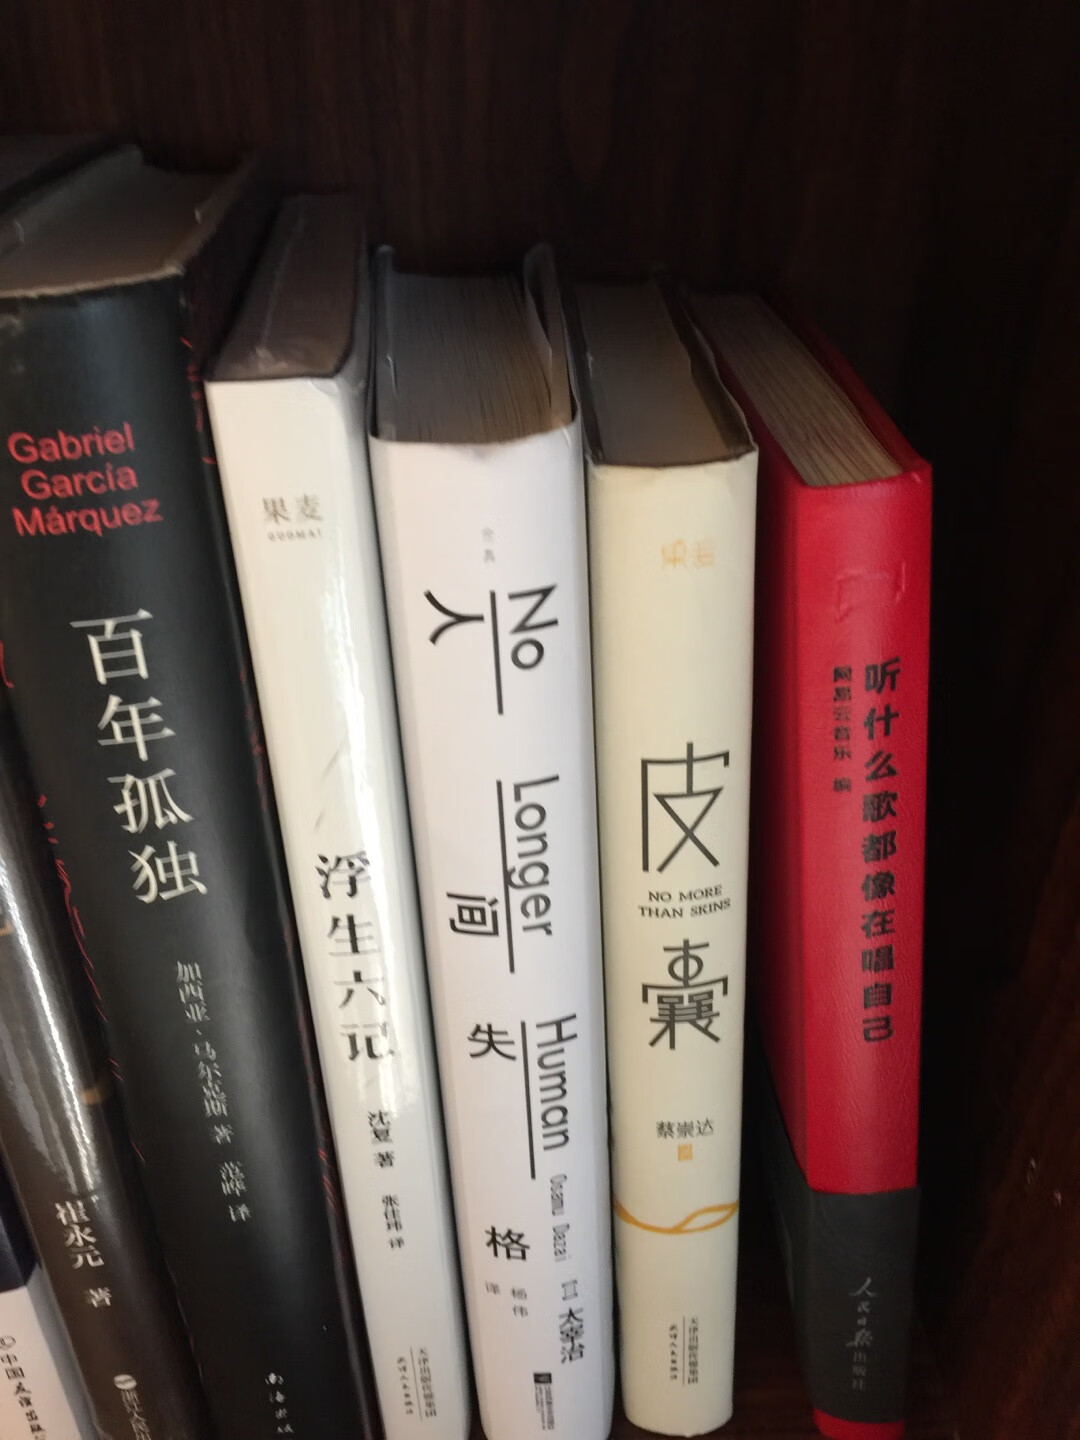 崔永元 著
Gabriel
García
Márquez
百年孤独
加西亚·马尔克斯 著 范晔 译
果麦
GUOMAI
浮生六记
沈复 著 张佳玮 译
No Longer Human
人间失格
Osamu Dazai
太宰治
杨伟 译
皮
NO MORE
THAN SKINS
囊
蔡崇达
听什么歌都像在唱自己
网易云音乐 编
人民日报出版社